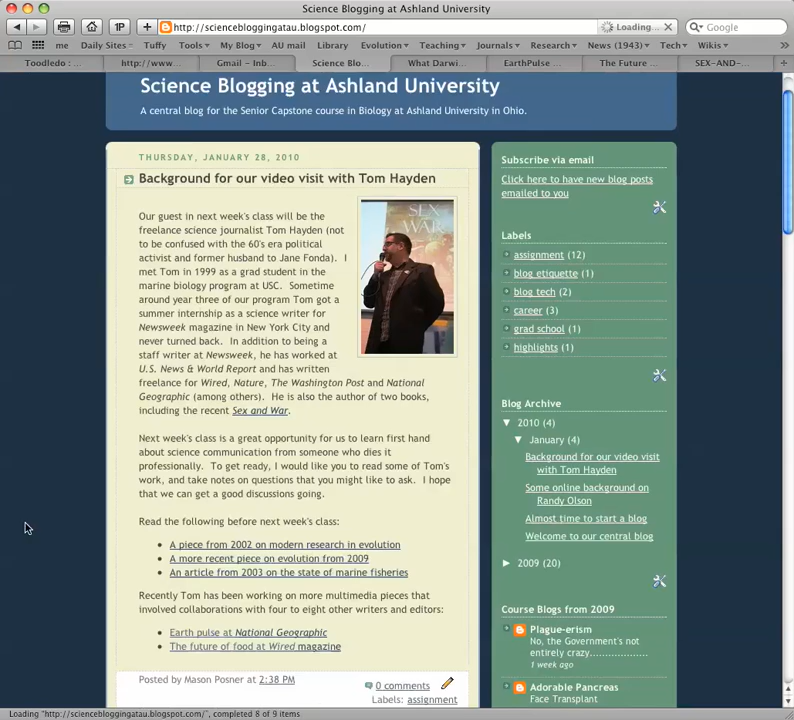 Science Blogging at Ashland University
1P
http://sciencebloggingatau.blogspot.com/
Loading...
Google
me
Daily Sites
Tuffy
Tools
My Blog
AU mail
Library
Evolution
Teaching
Journals
Research
News (1943)
Tech
Wikis
Toodledo : ...
http://www...
Gmail - Inb...
Science Blo...
What Darwi...
EarthPulse ...
The Future ...
SEX-AND-...
Science Blogging at Ashland University
A central blog for the Senior Capstone course in Biology at Ashland University in Ohio.
THURSDAY, JANUARY 28, 2010
Background for our video visit with Tom Hayden
Our guest in next week's class will be the
freelance science journalist Tom Hayden (not
to be confused with the 60's era political
activist and former husband to Jane Fonda). I
met Tom in 1999 as a grad student in the
marine biology program at USC. Sometime
around year three of our program Tom got a
summer internship as a science writer for
Newsweek magazine in New York City and
never turned back. In addition to being a
staff writer at Newsweek, he has worked at
U.S. News & World Report and has written
freelance for Wired, Nature, The Washington Post and National
Geographic (among others). He is also the author of two books,
including the recent Sex and War.
SEX
WAR
Next week's class is a great opportunity for us to learn first hand
about science communication from someone who dies it
professionally. To get ready, I would like you to read some of Tom's
work, and take notes on questions that you might like to ask. I hope
that we can get a good discussions going.
Read the following before next week's class:
• A piece from 2002 on modern research in evolution
• A more recent piece on evolution from 2009
• An article from 2003 on the state of marine fisheries
Recently Tom has been working on more multimedia pieces that
involved collaborations with four to eight other writers and editors:
• Earth pulse at National Geographic
• The future of food at Wired magazine
Posted by Mason Posner at 2:38 PM
0 comments
Labels: assignment
Subscribe via email
Click here to have new blog posts
emailed to you
Labels
assignment (12)
blog etiquette (1)
blog tech (2)
career (3)
grad school (1)
highlights (1)
Blog Archive
▼ 2010 (4)
▼ January (4)
Background for our video visit
with Tom Hayden
Some online background on
Randy Olson
Almost time to start a blog
Welcome to our central blog
► 2009 (20)
Course Blogs from 2009
Plague-erism
No, the Government's not
entirely crazy..................
1 week ago
Adorable Pancreas
Face Transplant
Loading "http://sciencebloggingatau.blogspot.com/", completed 8 of 9 items